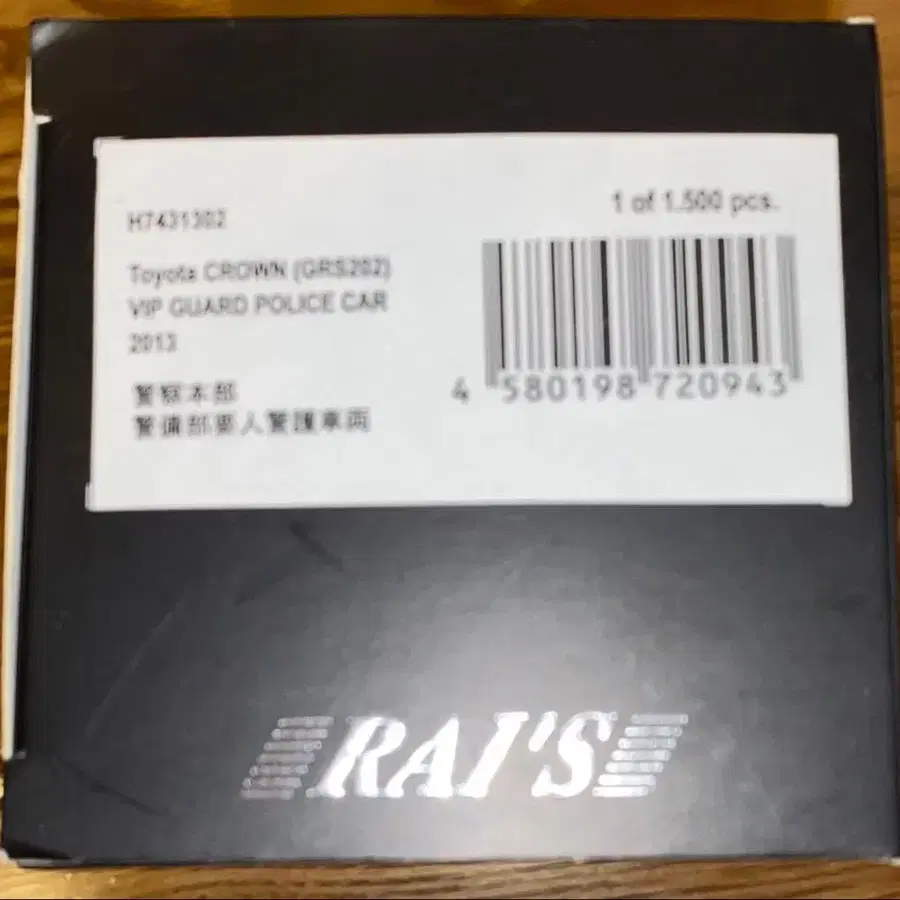 H7431302
1 of 1.500 pcs.
Toyota CROWN (GRS202)
VIP GUARD POLICE CAR
2013
警察本部
警備部要人警護車両
4 580198 720943
RAI'S